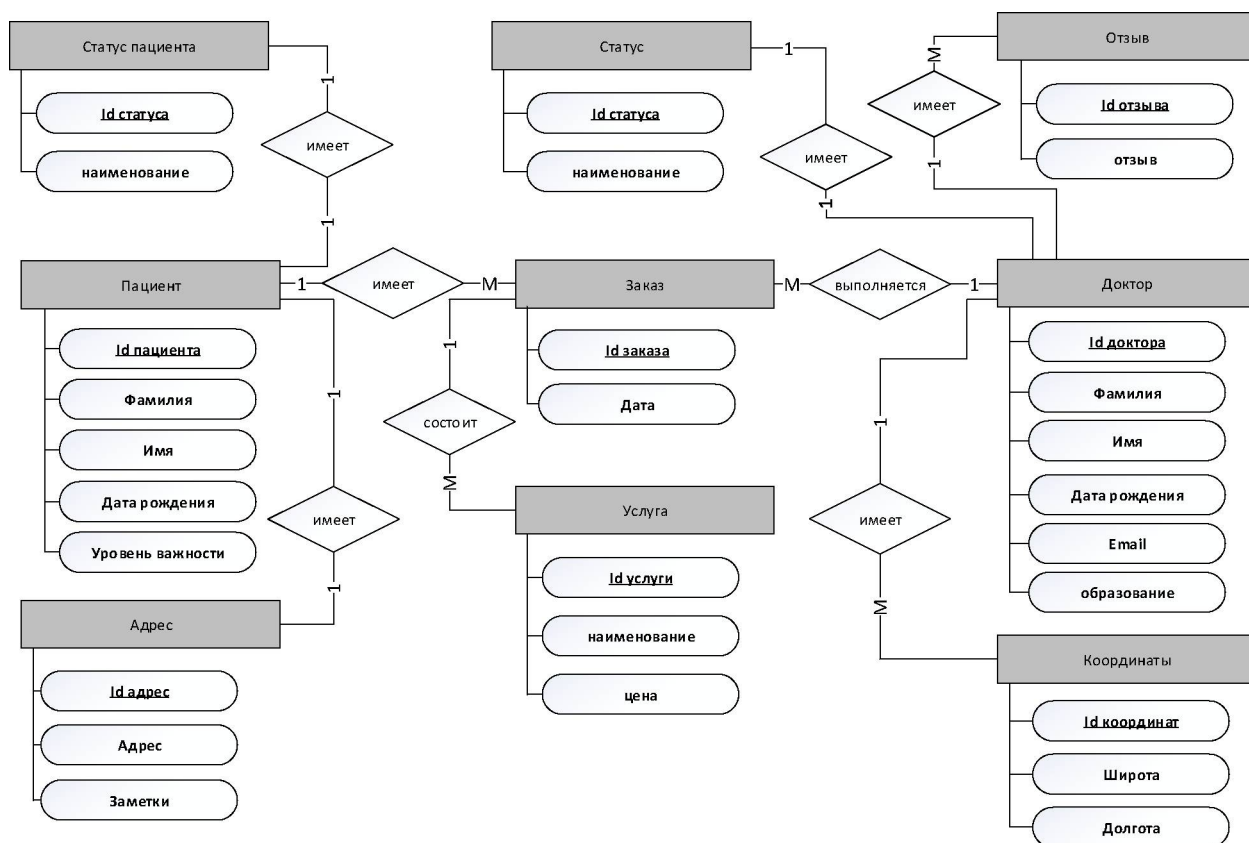 Статус пациента
Id статуса
наименование
1
имеет
1
Статус
Id статуса
наименование
1
имеет
1
Отзыв
Id отзыва
отзыв
М
имеет
1
Пациент
Id пациента
Фамилия
Имя
Дата рождения
Уровень важности
1
имеет
М
Заказ
Id заказа
Дата
М
выполняется
1
Доктор
Id доктора
Фамилия
Имя
Дата рождения
Email
образование
1
имеет
1
1
состоит
М
1
имеет
М
Адрес
Id адрес
Адрес
Заметки
Услуга
Id услуги
наименование
цена
Координаты
Id координат
Широта
Долгота